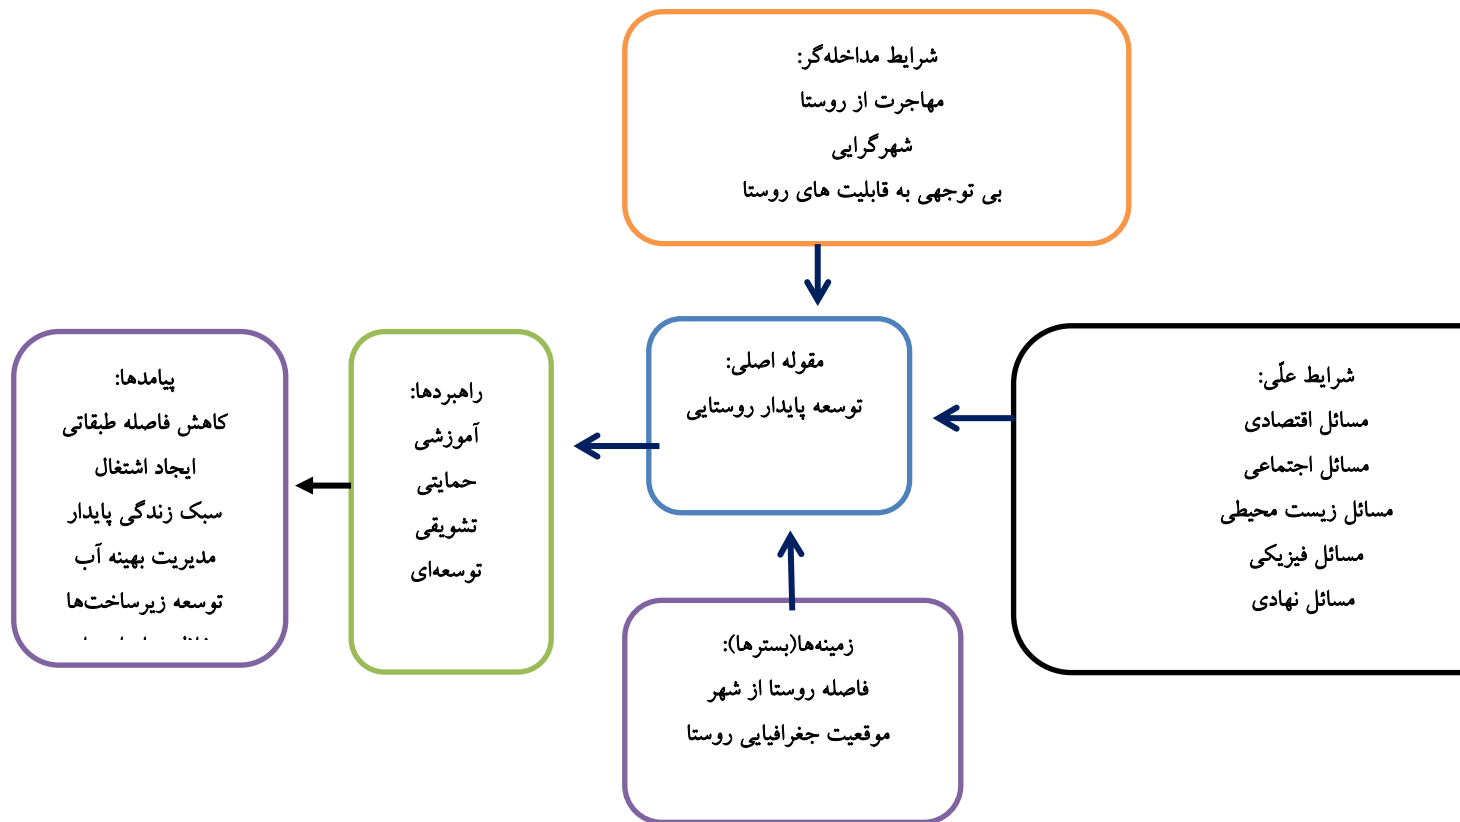 شرایط مداخله‌گر:
مهاجرت از روستا
شهرگرایی
بی توجهی به قابلیت های روستا
شرایط علّی:
مسائل اقتصادی
مسائل اجتماعی
مسائل زیست محیطی
مسائل فیزیکی
مسائل نهادی
مقوله اصلی:
توسعه پایدار روستایی
راهبردها:
آموزشی
حمایتی
تشویقی
توسعه‌ای
پیامدها:
کاهش فاصله طبقاتی
ایجاد اشتغال
سبک زندگی پایدار
مدیریت بهینه آب
توسعه زیرساخت‌ها
زمینه‌ها(بسترها):
فاصله روستا از شهر
موقعیت جغرافیایی روستا